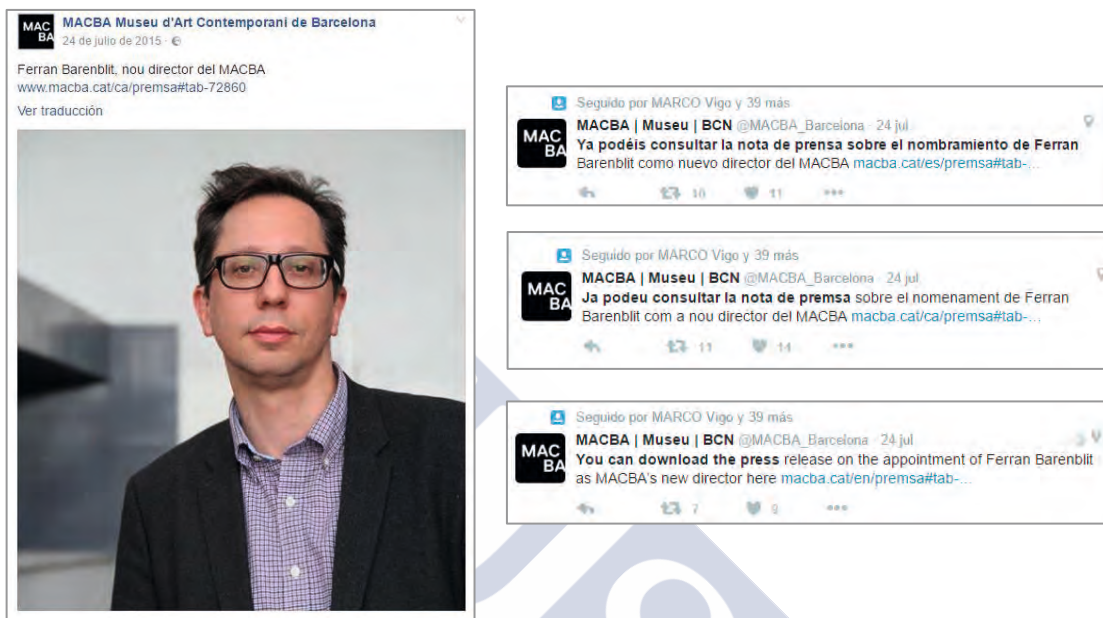 MAC
BA
MACBA Museu d'Art Contemporani de Barcelona
24 de julio de 2015 ·
Ferran Barenblit, nou director del MACBA
www.macba.cat/ca/premsa#tab-72860
Ver traducción
Seguido por MARCO Vigo y 39 más
MAC
BA
MACBA | Museu | BCN @MACBA_Barcelona · 24 jul
Ya podéis consultar la nota de prensa sobre el nombramiento de Ferran
Barenblit como nuevo director del MACBA macba.cat/es/premsa#tab-...
10 11
Seguido por MARCO Vigo y 39 más
MAC
BA
MACBA | Museu | BCN @MACBA_Barcelona · 24 jul
Ja podeu consultar la nota de premsa sobre el nomenament de Ferran
Barenblit com a nou director del MACBA macba.cat/ca/premsa#tab-...
11 14
Seguido por MARCO Vigo y 39 más
MAC
BA
MACBA | Museu | BCN @MACBA_Barcelona · 24 jul
You can download the press release on the appointment of Ferran Barenblit
as MACBA's new director here macba.cat/en/premsa#tab-...
7 9